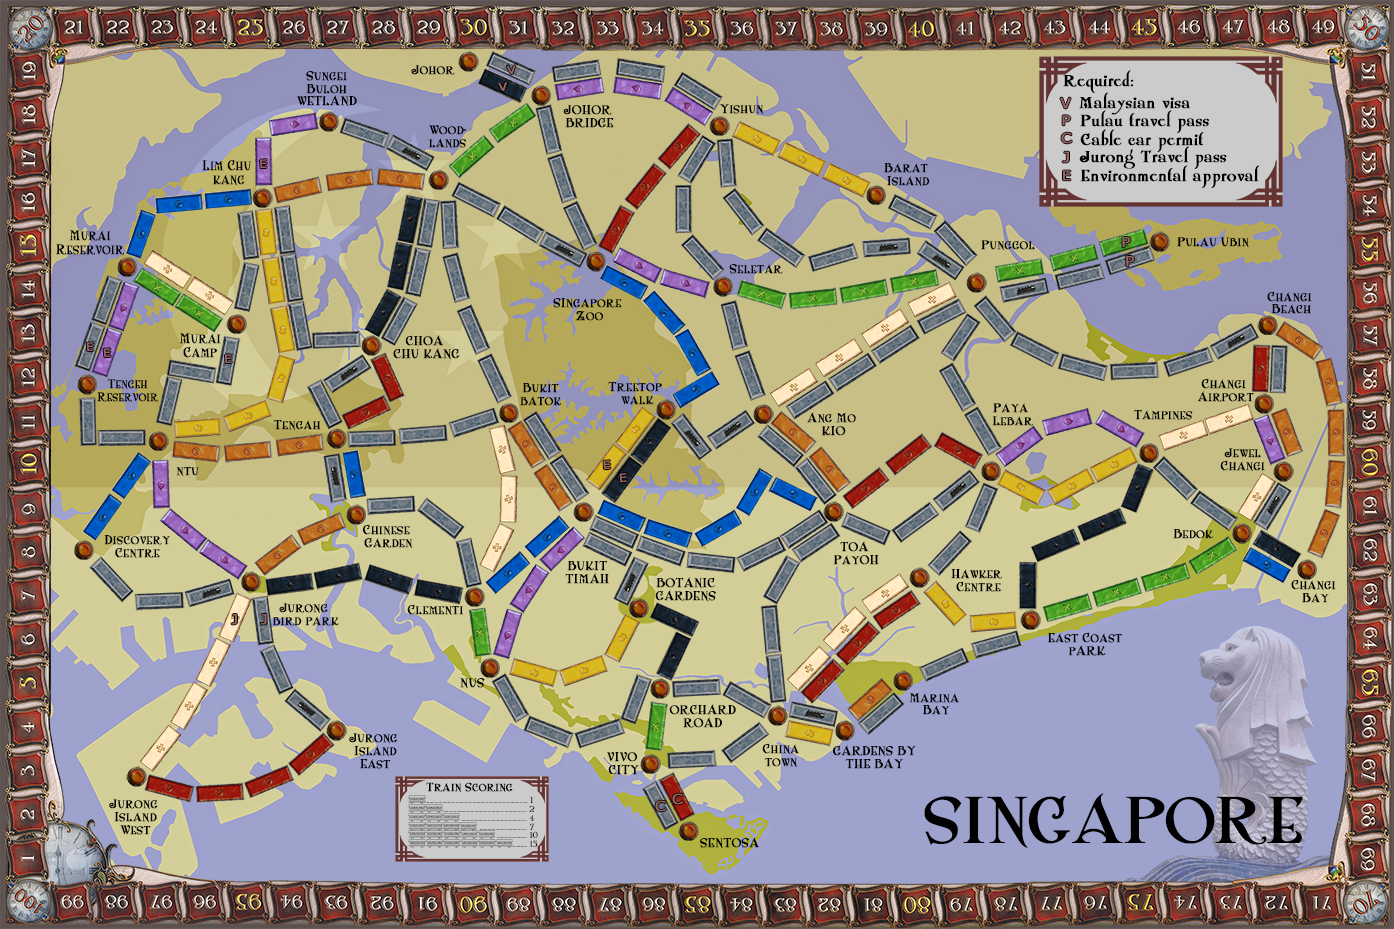 20 21 22 23 24 25 26 27 28 29 30 31 32 33 34 35 36 37 38 39 40 41 42 43 44 45 46 47 48 49 50
19
18
17
16
15
14
13
12
11
10
9
8
7
6
5
4
3
2
1
51
52
53
54
55
56
57
58
59
60
61
62
63
64
65
66
67
68
69
100 99 98 97 96 95 94 93 92 91 90 89 88 87 86 85 84 83 82 81 80 79 78 77 76 75 74 73 72 71 70
Required:
V Malaysian visa
P Pulau travel pass
C Cable car permit
J Jurong Travel pass
E Environmental approval
JOHOR
V
V
SUNGEI
BULOH
WETLAND
WOOD-
LANDS
JOHOR
BRIDGE
YISHUN
LIM CHU
KANG
E
BARAT
ISLAND
MURAI
RESERVOIR
PUNGGOL
P
P
PULAU UBIN
SELETAR
SINGAPORE
ZOO
CHANGI
BEACH
MURAI
CAMP
E
E
E
CHOA
CHU KANG
TENGEH
RESERVOIR
BUKIT
BATOK
TREETOP
WALK
CHANGI
AIRPORT
ANG MO
KIO
PAYA
LEBAR
TAMPINES
TENGAH
JEWEL
CHANGI
NTU
E
E
DISCOVERY
CENTRE
CHINESE
GARDEN
BEDOK
TOA
PAYOH
BUKIT
TIMAH
BOTANIC
GARDENS
HAWKER
CENTRE
CHANGI
BAY
CLEMENTI
JURONG
BIRD PARK
J
J
EAST COAST
PARK
NUS
MARINA
BAY
ORCHARD
ROAD
JURONG
ISLAND
EAST
VIVO
CITY
CHINA
TOWN
GARDENS BY
THE BAY
JURONG
ISLAND
WEST
C
C
SENTOSA
TRAIN SCORING
1
2
4
7
10
15
SINGAPORE